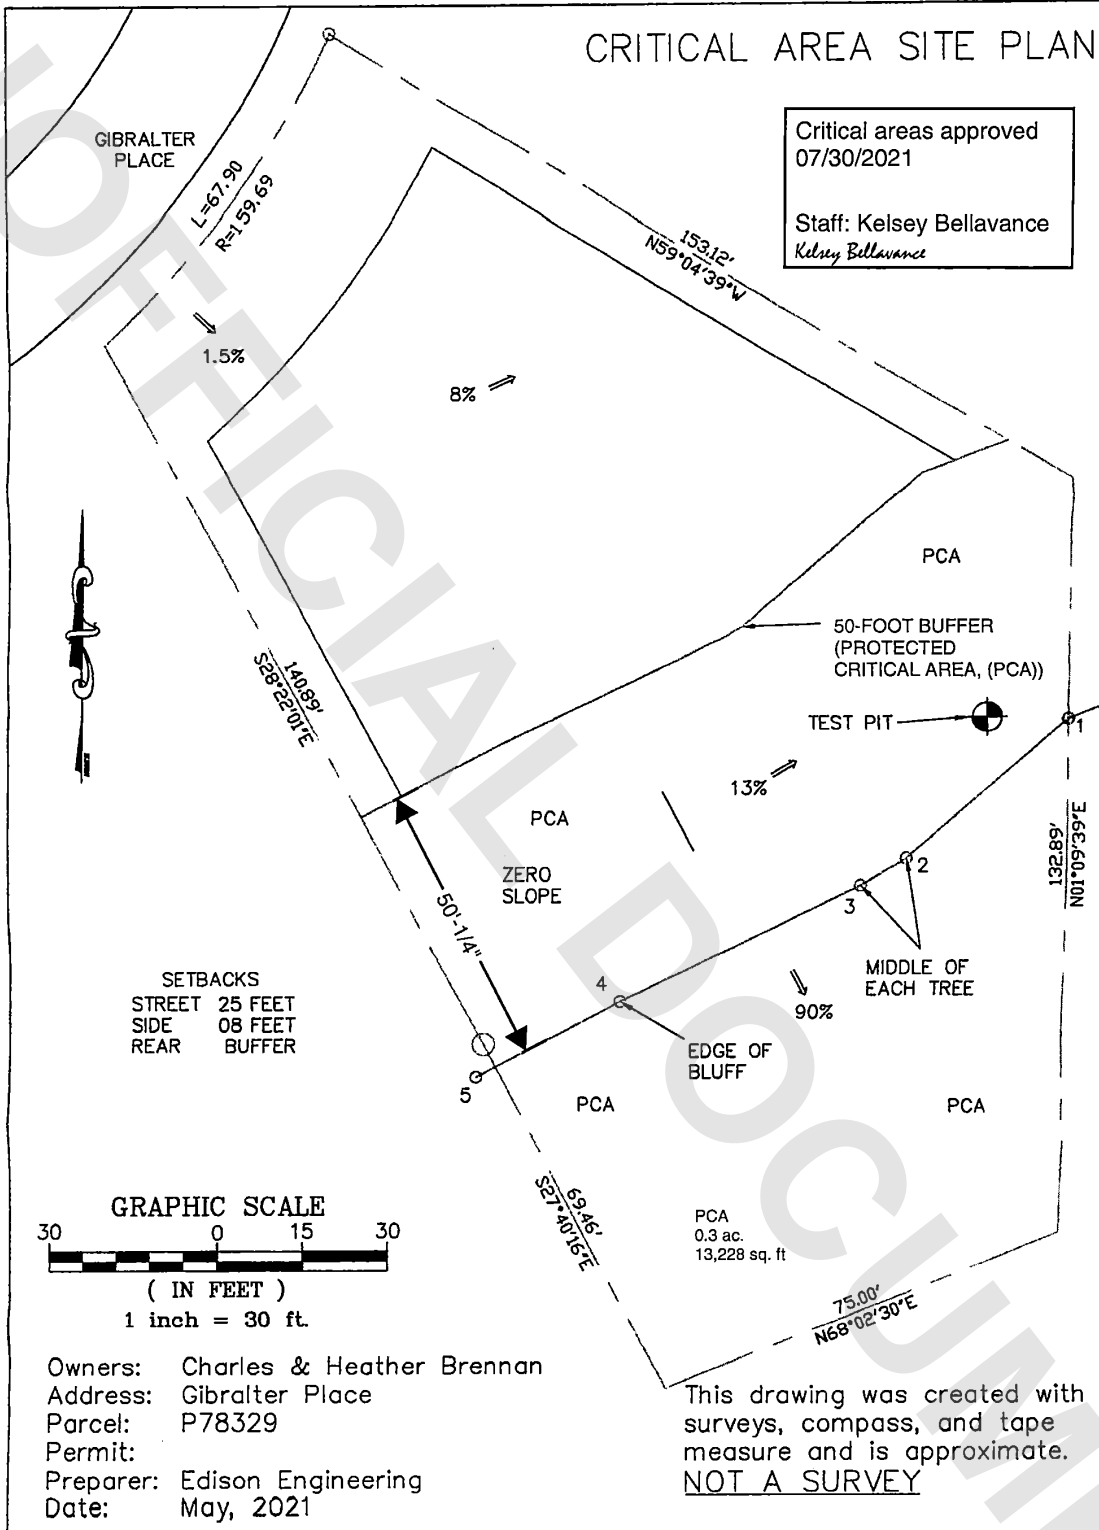 CRITICAL AREA SITE PLAN
GIBRALTER
PLACE
Critical areas approved
07/30/2021
Staff: Kelsey Bellavance
Kelsey Bellavance
L=67.90
R=159.69
153.12'
N59°04'39"W
1.5%
8%
PCA
50-FOOT BUFFER
(PROTECTED
CRITICAL AREA, (PCA))
140.89'
S28°22'01"E
TEST PIT
1
13%
PCA
132.89'
N01°09'39"E
2
ZERO
SLOPE
3
50'-1/4"
MIDDLE OF
EACH TREE
SETBACKS
STREET 25 FEET
SIDE 08 FEET
REAR BUFFER
4
90%
EDGE OF
BLUFF
5
PCA
PCA
69.46'
S27°40'16"E
PCA
0.3 ac.
13,228 sq. ft
GRAPHIC SCALE
30 0 15 30
( IN FEET )
1 inch = 30 ft.
75.00'
N68°02'30"E
Owners: Charles & Heather Brennan
Address: Gibralter Place
Parcel: P78329
Permit:
Preparer: Edison Engineering
Date: May, 2021
This drawing was created with
surveys, compass, and tape
measure and is approximate.
NOT A SURVEY
UNOFFICIAL DOCUMENT